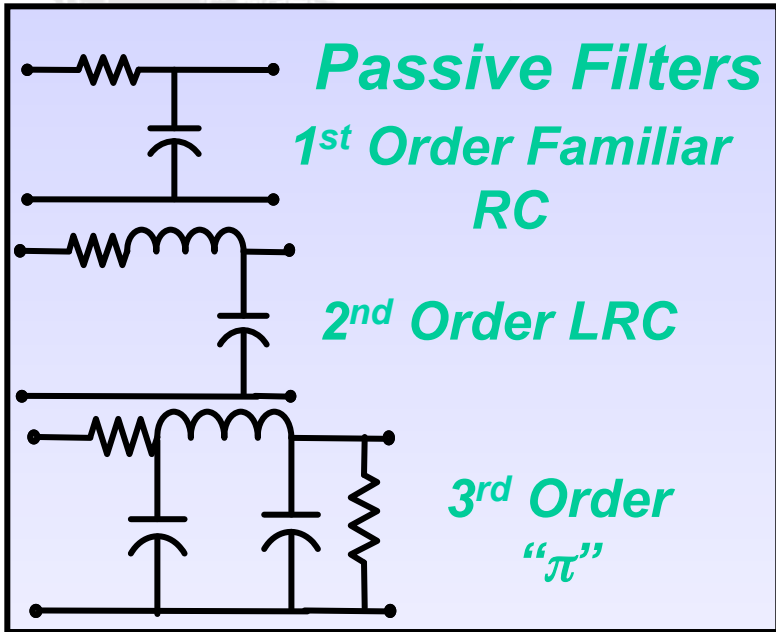 Passive Filters
1st Order Familiar
RC
2nd Order LRC
3rd Order
“π”